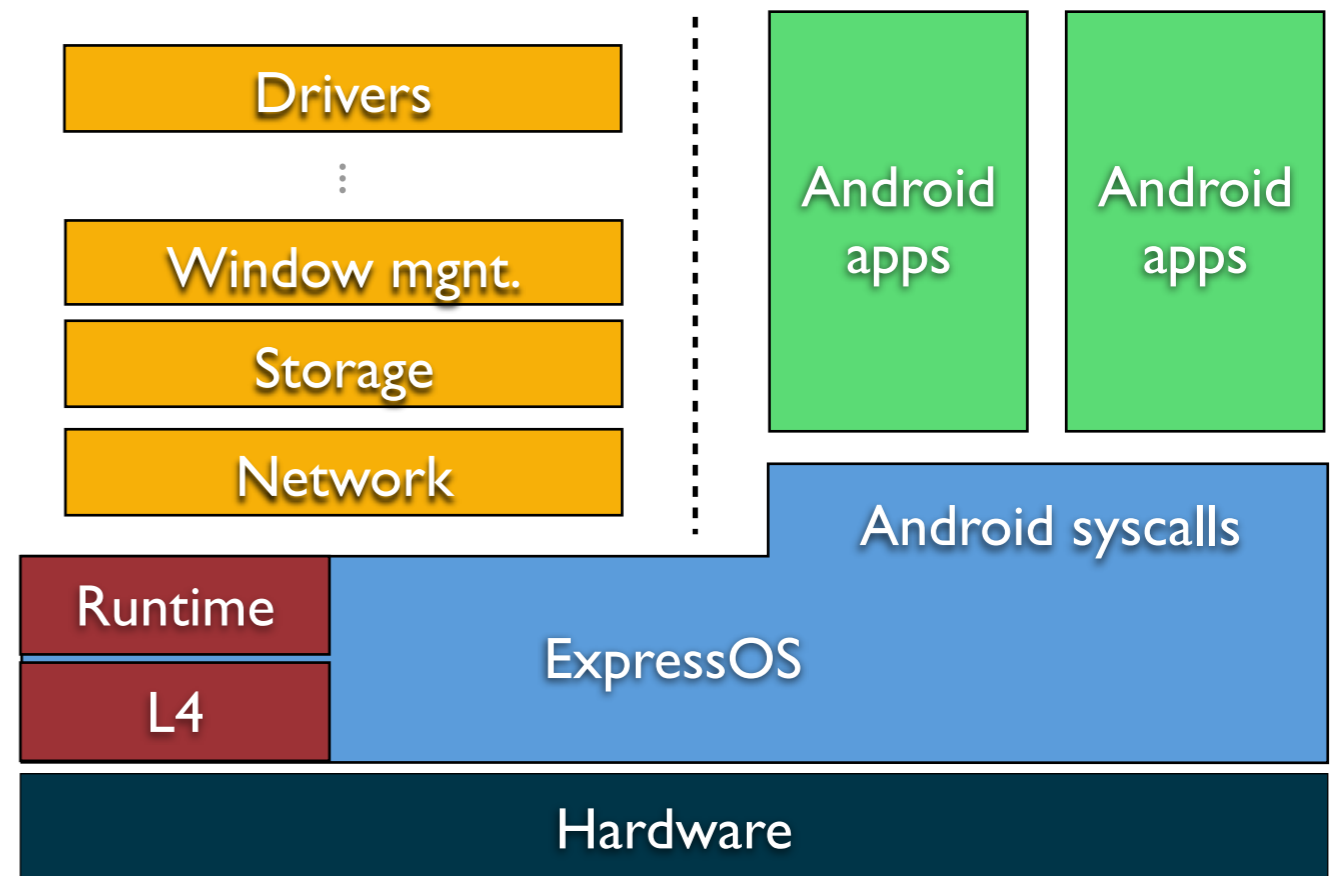 Drivers
⋮
Window mgnt.
Storage
Network
Android
apps
Android
apps
Android syscalls
Runtime
L4
ExpressOS
Hardware